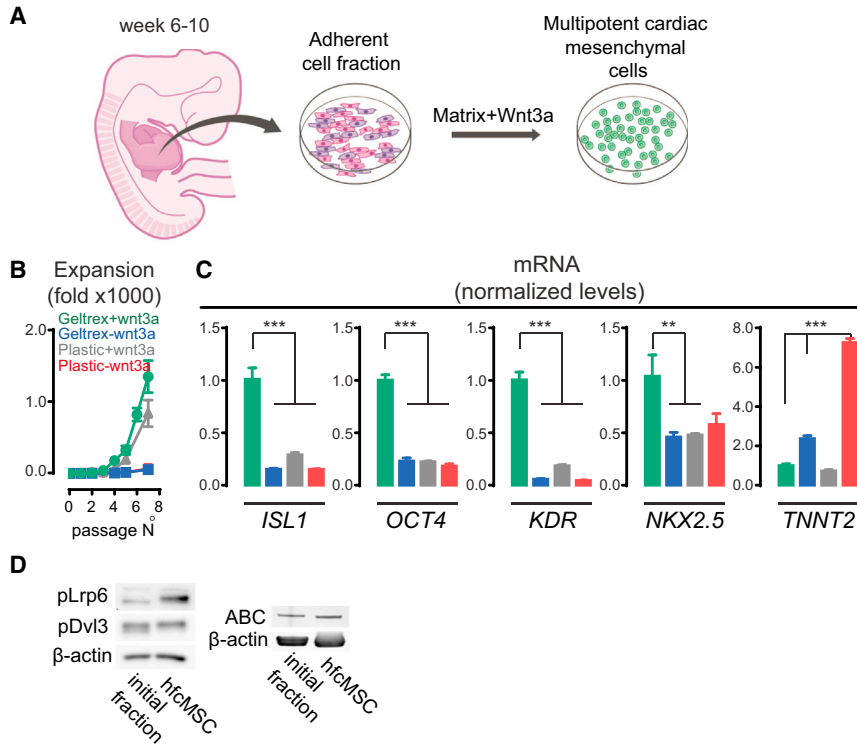 A
week 6-10
Adherent
cell fraction
Matrix+Wnt3a
Multipotent cardiac
mesenchymal
cells
B
Expansion
(fold x1000)
Geltrex+wnt3a
Geltrex-wnt3a
Plastic+wnt3a
Plastic-wnt3a
2.0
1.0
0.0
0 2 4 6 8
passage N°
C
mRNA
(normalized levels)
1.5
1.0
0.5
0.0
***
ISL1
1.5
1.0
0.5
0.0
***
OCT4
1.5
1.0
0.5
0.0
***
KDR
1.5
1.0
0.5
0.0
**
NKX2.5
8.0
6.0
4.0
2.0
0.0
***
TNNT2
D
pLrp6
pDvl3
β-actin
initial
fraction
hfcMSC
ABC
β-actin
initial
fraction
hfcMSC